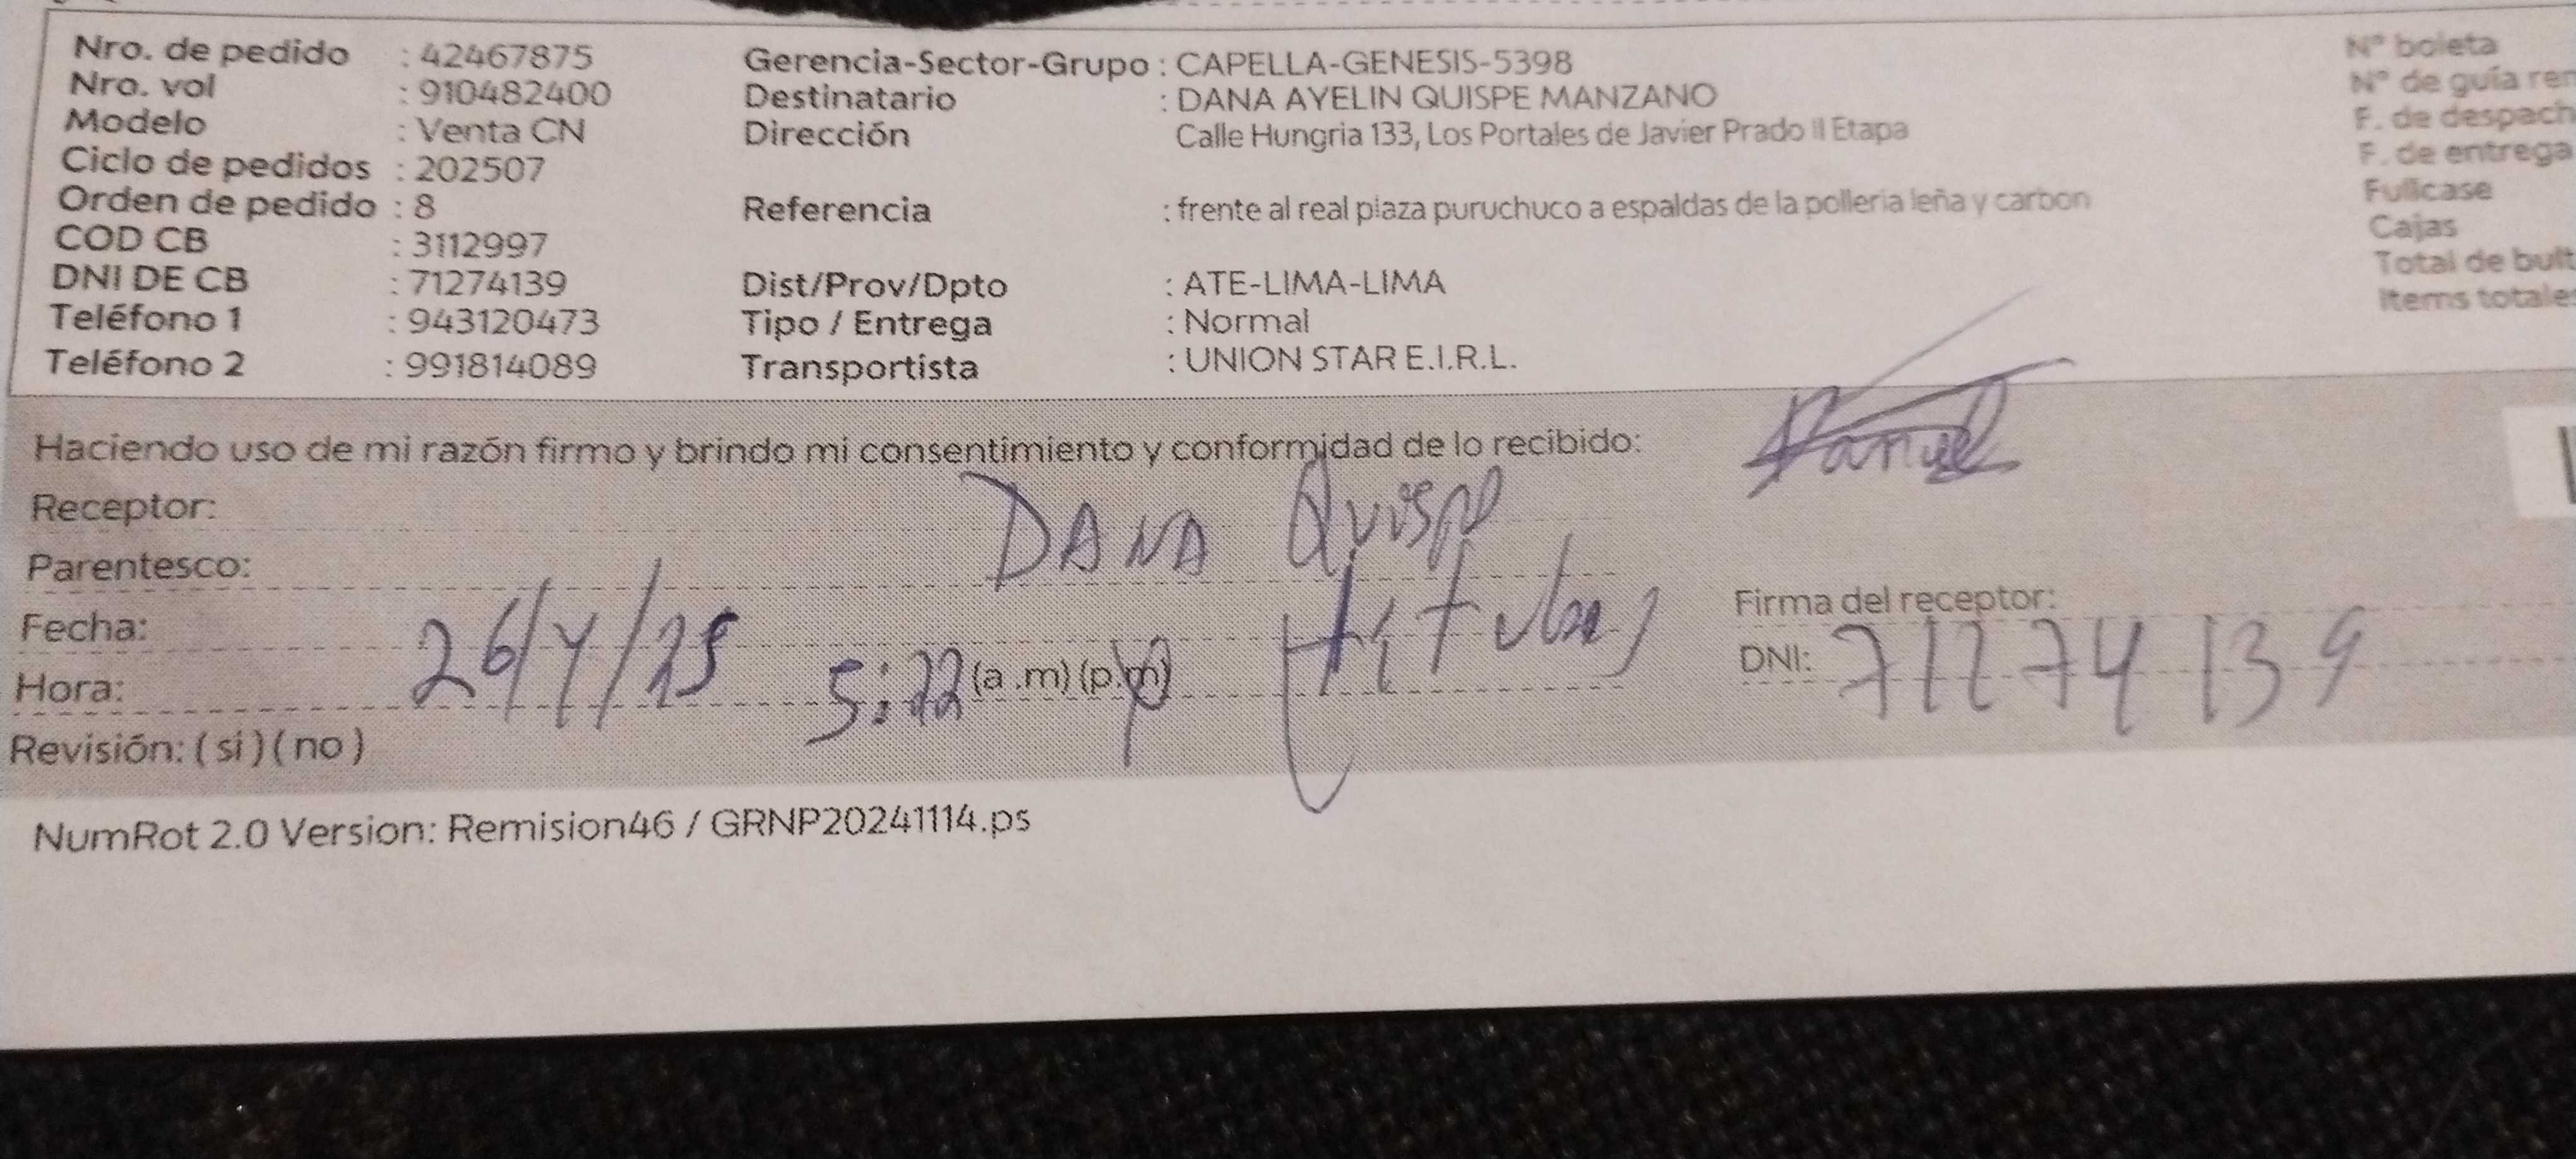 Nro. de pedido : 42467875 Gerencia-Sector-Grupo : CAPELLA-GENESIS-5398 N° boleta
Nro. vol : 910482400 Destinatario : DANA AYELIN QUISPE MANZANO N° de guía rem
Modelo : Venta CN Dirección Calle Hungria 133, Los Portales de Javier Prado II Etapa F. de despach
Ciclo de pedidos : 202507 F. de entrega
Orden de pedido : 8 Referencia : frente al real plaza puruchuco a espaldas de la polleria leña y carbon Fullcase
COD CB : 3112997 Cajas
DNI DE CB : 71274139 Dist/Prov/Dpto : ATE-LIMA-LIMA Total de bult
Teléfono 1 : 943120473 Tipo / Entrega : Normal Items totales
Teléfono 2 : 991814089 Transportista : UNION STAR E.I.R.L.
Haciendo uso de mi razón firmo y brindo mi consentimiento y conformidad de lo recibido:
Receptor: DANA Quispe
Parentesco: titular
Firma del receptor:
Fecha: 26/4/25
DNI: 71274139
Hora: 5:22 (a .m) (p.m)
Revisión: ( si ) ( no )
NumRot 2.0 Version: Remision46 / GRNP20241114.ps